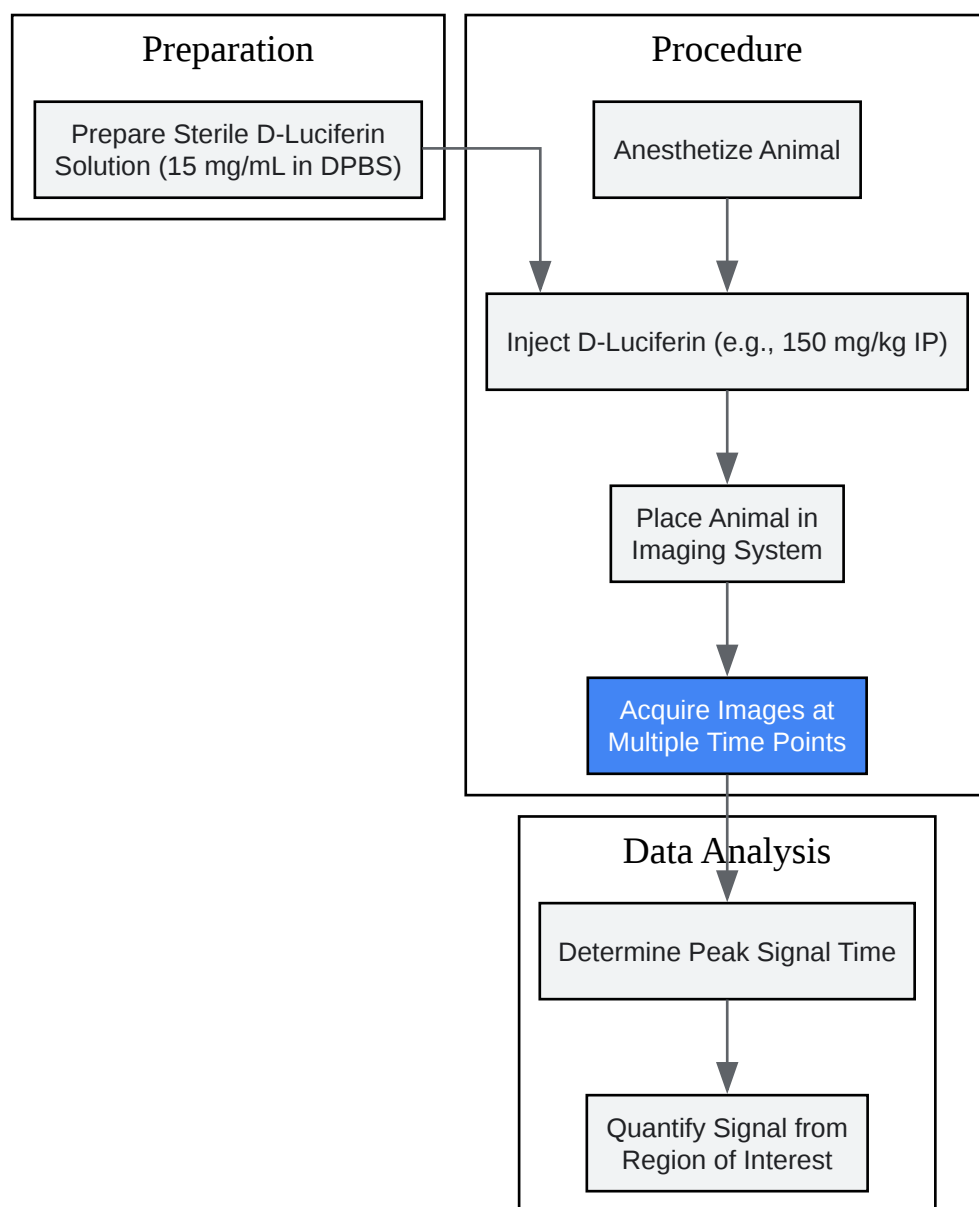 Preparation
Prepare Sterile D-Luciferin
Solution (15 mg/mL in DPBS)
Procedure
Anesthetize Animal
Inject D-Luciferin (e.g., 150 mg/kg IP)
Place Animal in
Imaging System
Acquire Images at
Multiple Time Points
Data Analysis
Determine Peak Signal Time
Quantify Signal from
Region of Interest